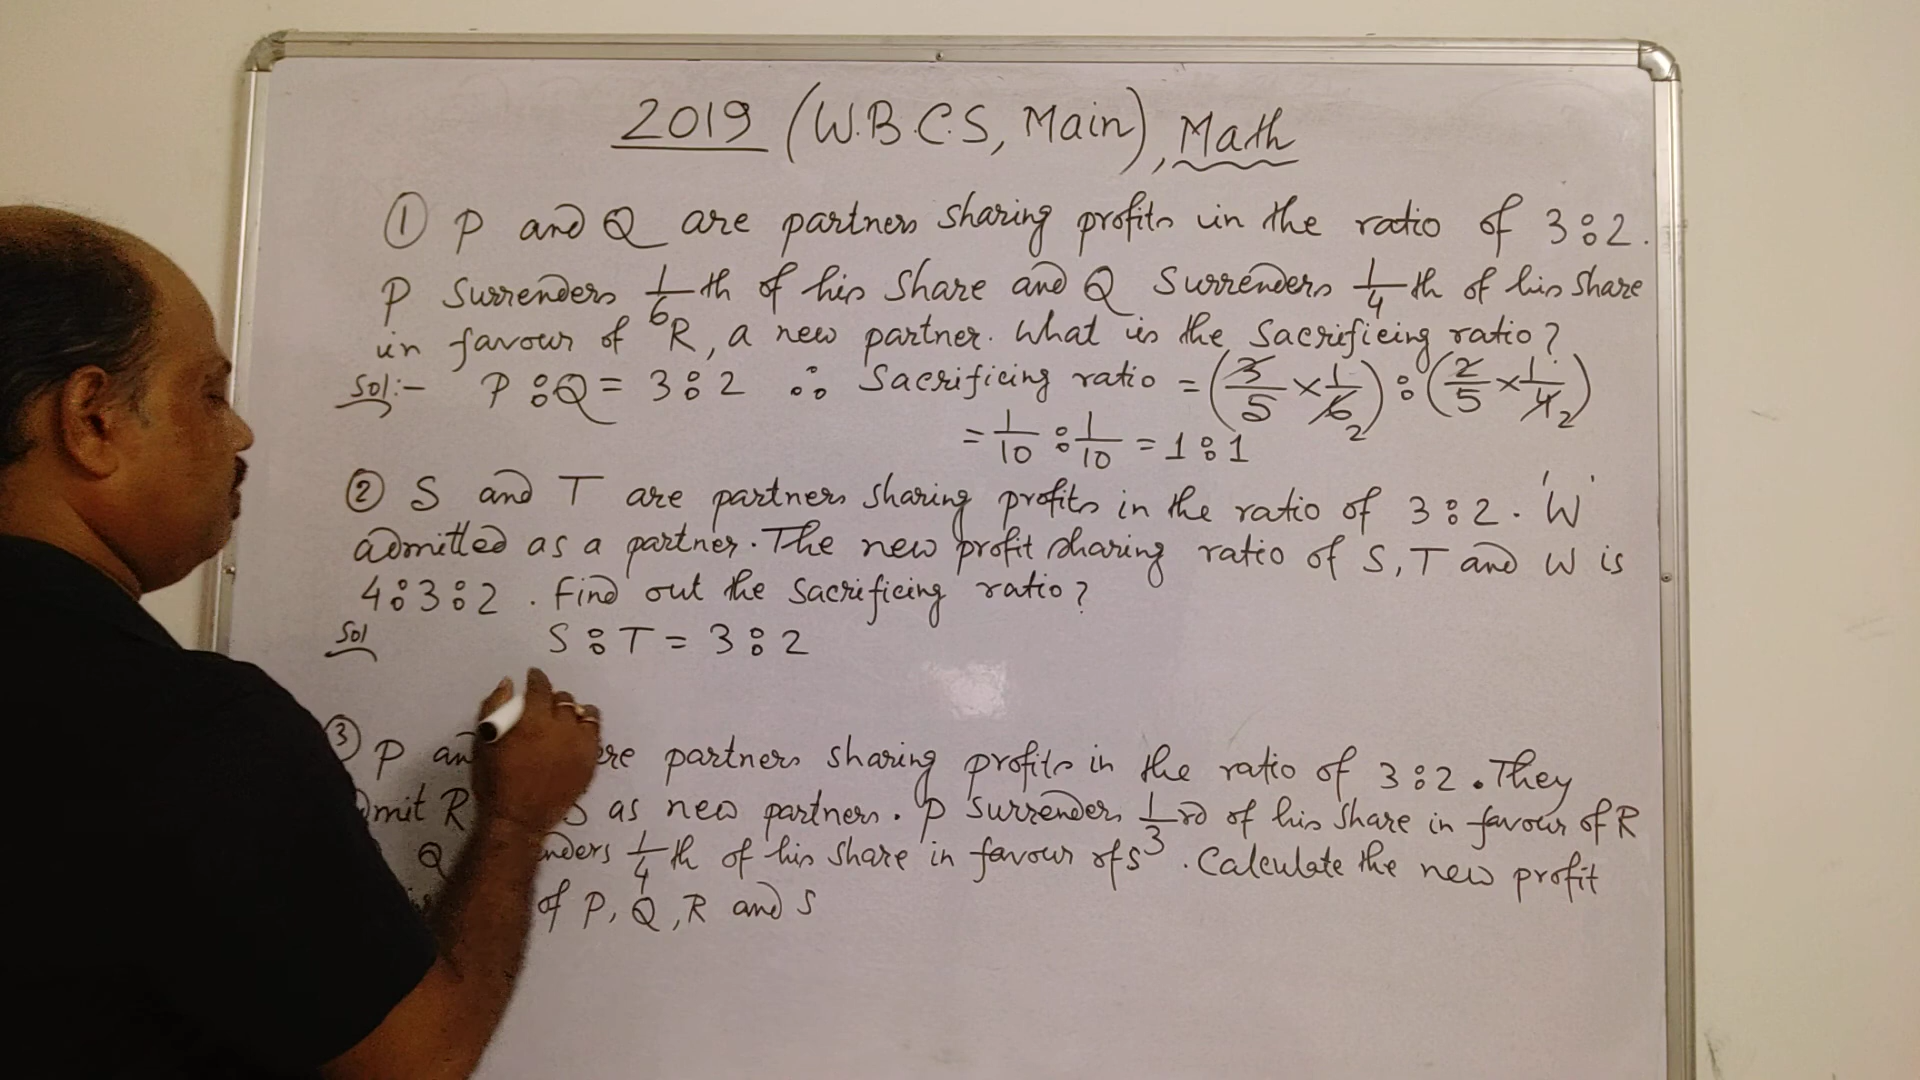 2019 (W.B.C.S, Main), Math
① P and Q are partners sharing profits in the ratio of 3:2.
P Surrenders 1/6 th of his Share and Q Surrenders 1/4 th of his Share
in favour of R, a new partner. What is the Sacrificing ratio?
Sol:- P:Q = 3:2 ∴ Sacrificing ratio = (3/5 × 1/6 2) : (2/5 × 1/4 2)
= 1/10 : 1/10 = 1:1
② S and T are partners sharing profits in the ratio of 3:2. 'W'
admitted as a partner. The new profit sharing ratio of S, T and W is
4:3:2. Find out the Sacrificing ratio?
Sol S:T = 3:2
③ P are partners sharing profits in the ratio of 3:2. They
R as new partners. P Surrenders 1/3 rd of his Share in favour of R
Q 1/4 th of his Share in favour of S. Calculate the new profit
of P, Q, R and S